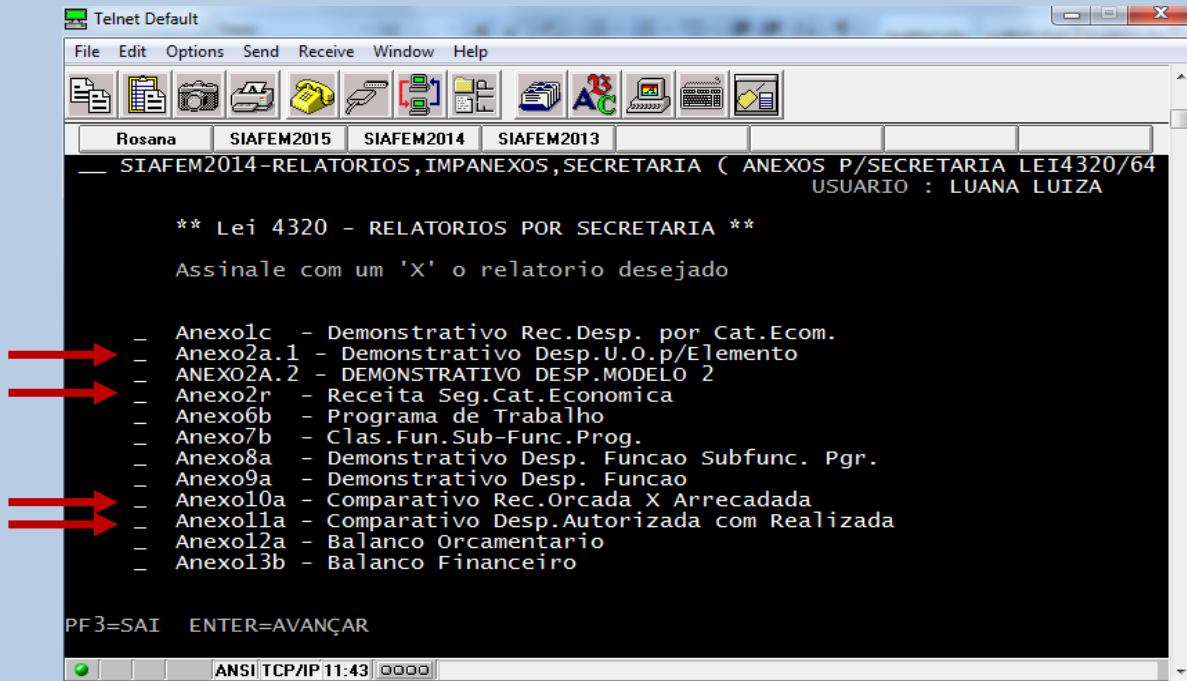 Telnet Default
File Edit Options Send Receive Window Help
Rosana SIAFEM2015 SIAFEM2014 SIAFEM2013
__ SIAFEM2014-RELATORIOS,IMPANEXOS,SECRETARIA ( ANEXOS P/SECRETARIA LEI4320/64
USUARIO : LUANA LUIZA
** Lei 4320 - RELATORIOS POR SECRETARIA **
Assinale com um 'X' o relatorio desejado
_ Anexo1c - Demonstrativo Rec.Desp. por Cat.Ecom.
_ Anexo2a.1 - Demonstrativo Desp.U.O.p/Elemento
_ ANEXO2A.2 - DEMONSTRATIVO DESP.MODELO 2
_ Anexo2r - Receita Seg.Cat.Economica
_ Anexo6b - Programa de Trabalho
_ Anexo7b - Clas.Fun.Sub-Func.Prog.
_ Anexo8a - Demonstrativo Desp. Funcao Subfunc. Pgr.
_ Anexo9a - Demonstrativo Desp. Funcao
_ Anexo10a - Comparativo Rec.Orcada X Arrecadada
_ Anexo11a - Comparativo Desp.Autorizada com Realizada
_ Anexo12a - Balanco Orcamentario
_ Anexo13b - Balanco Financeiro
PF3=SAI ENTER=AVANÇAR
ANSI TCP/IP 11:43